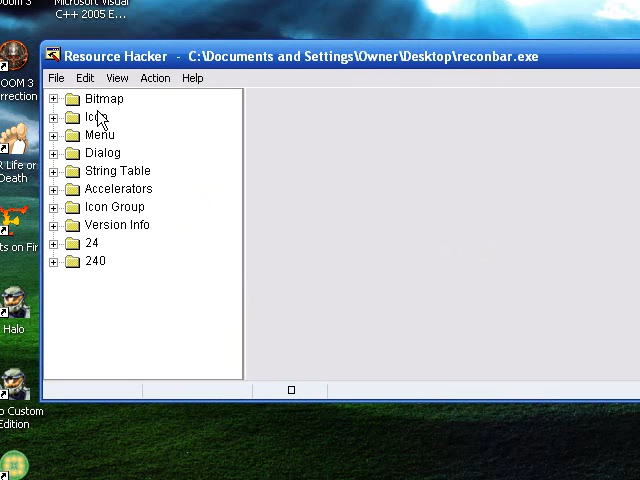 Microsoft Visual
C++ 2005 E...
Resource Hacker - C:\Documents and Settings\Owner\Desktop\reconbar.exe
File Edit View Action Help
Bitmap
Icon
Menu
Dialog
String Table
Accelerators
Icon Group
Version Info
24
240
OOM 3
rrection
R Life or
Death
ts on Fir
Halo
o Custom
Edition